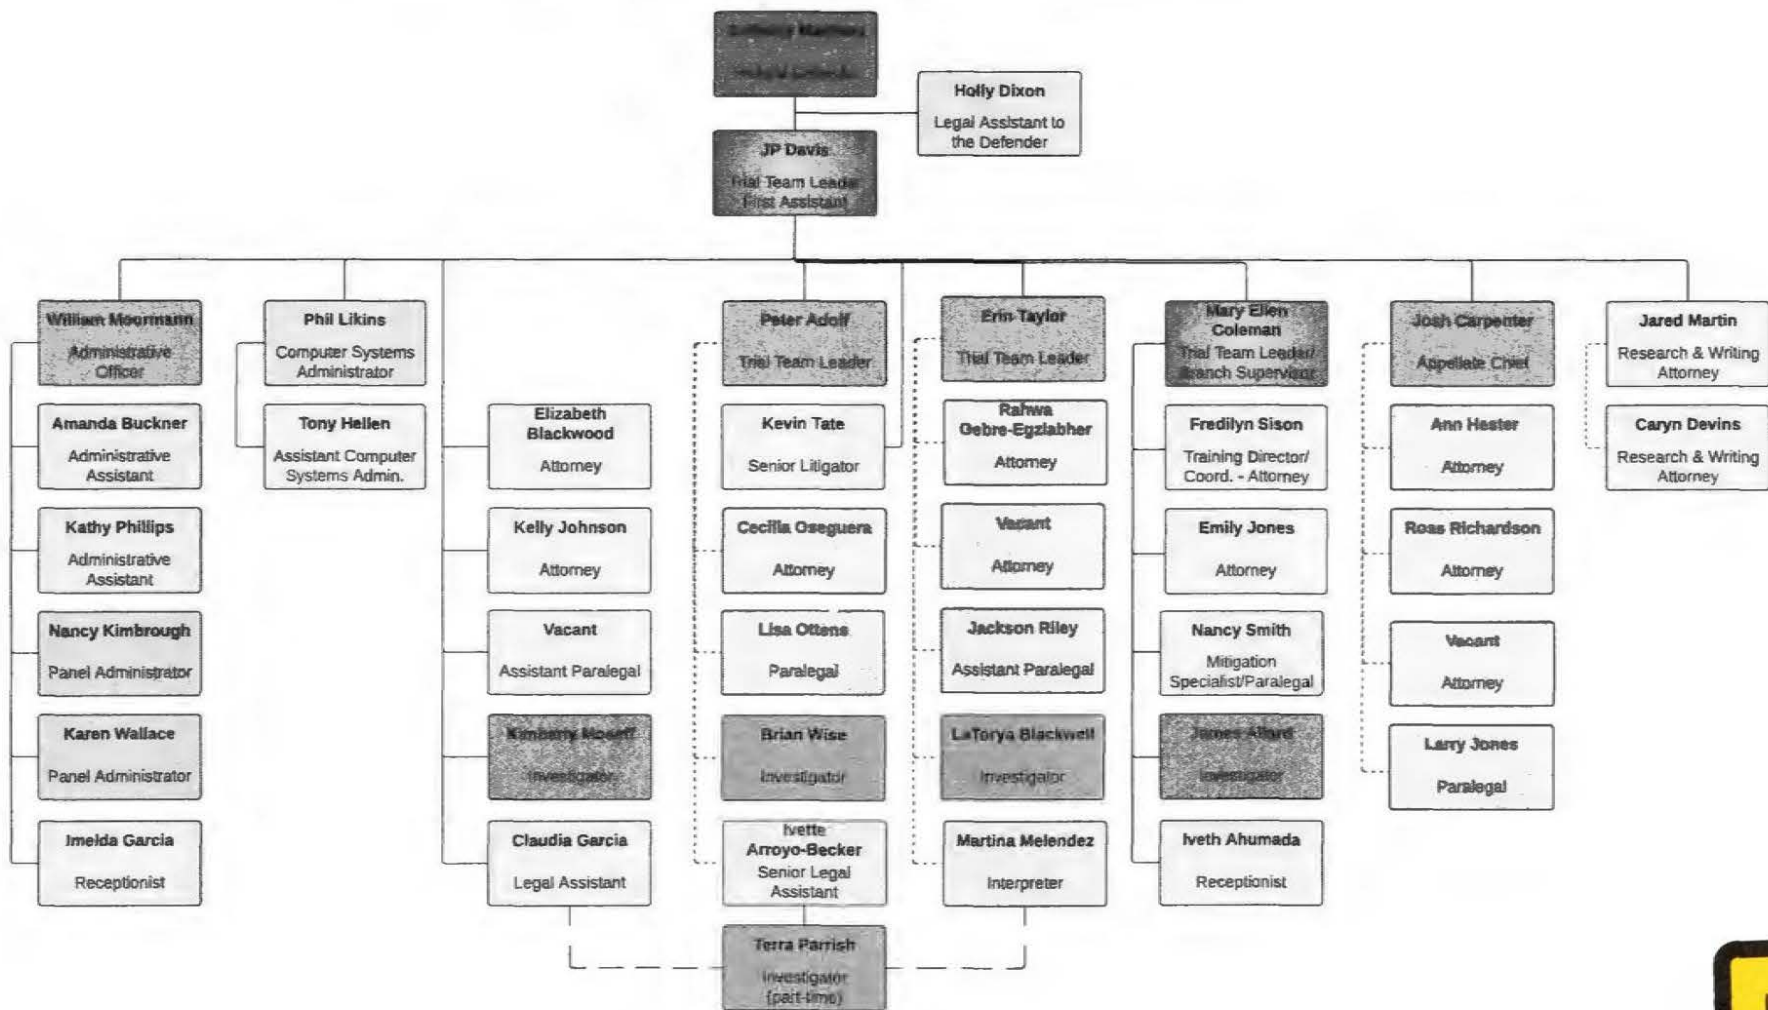 Holly Dixon
Legal Assistant to
the Defender
JP Davis
Trial Team Leader
First Assistant
William Moormann
Administrative
Officer
Amanda Buckner
Administrative
Assistant
Kathy Phillips
Administrative
Assistant
Nancy Kimbrough
Panel Administrator
Karen Wallace
Panel Administrator
Imelda Garcia
Receptionist
Phil Likins
Computer Systems
Administrator
Tony Hellen
Assistant Computer
Systems Admin.
Elizabeth
Blackwood
Attorney
Kelly Johnson
Attorney
Vacant
Assistant Paralegal
Kimberly
Investigator
Claudia Garcia
Legal Assistant
Peter Adolf
Trial Team Leader
Kevin Tate
Senior Litigator
Cecilia Oseguera
Attorney
Lisa Ottens
Paralegal
Brian Wise
Investigator
Ivette
Arroyo-Becker
Senior Legal
Assistant
Terra Parrish
Investigator
(part-time)
Erin Taylor
Trial Team Leader
Rahwa
Gebre-Egziabher
Attorney
Vacant
Attorney
Jackson Riley
Assistant Paralegal
LaTorya Blackwell
Investigator
Martina Melendez
Interpreter
Mary Ellen
Coleman
Trial Team Leader/
Branch Supervisor
Fredilyn Sison
Training Director/
Coord. - Attorney
Emily Jones
Attorney
Nancy Smith
Mitigation
Specialist/Paralegal
James Allard
Investigator
Iveth Ahumada
Receptionist
Josh Carpenter
Appellate Chief
Ann Hester
Attorney
Ross Richardson
Attorney
Vacant
Attorney
Larry Jones
Paralegal
Jared Martin
Research & Writing
Attorney
Caryn Devins
Research & Writing
Attorney